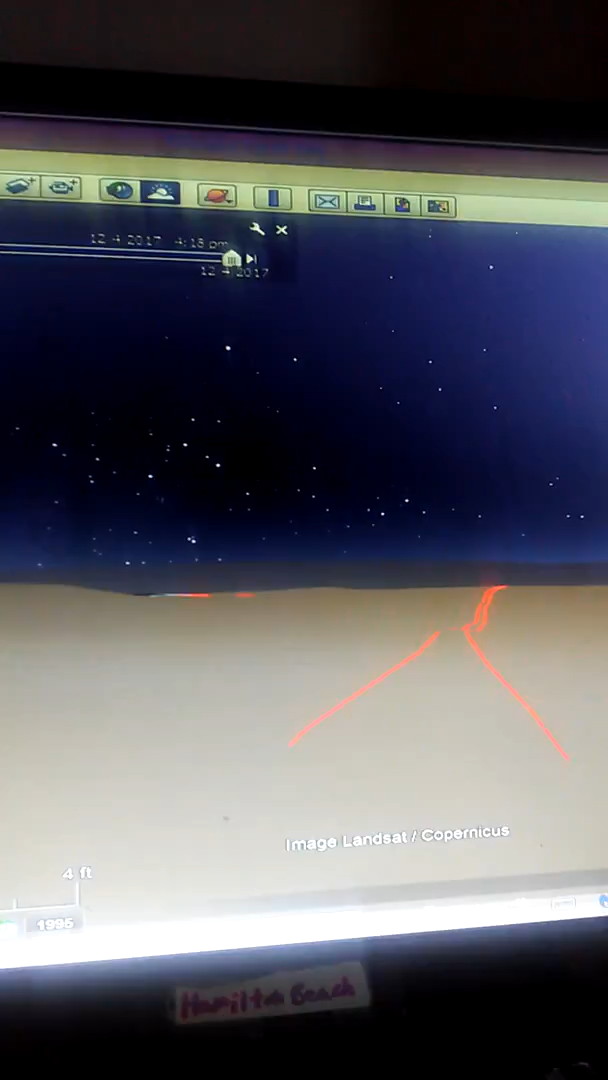 12 4 2017 4:18 pm
12 4 2017
Image Landsat / Copernicus
4 ft
1995
Hamilton Beach